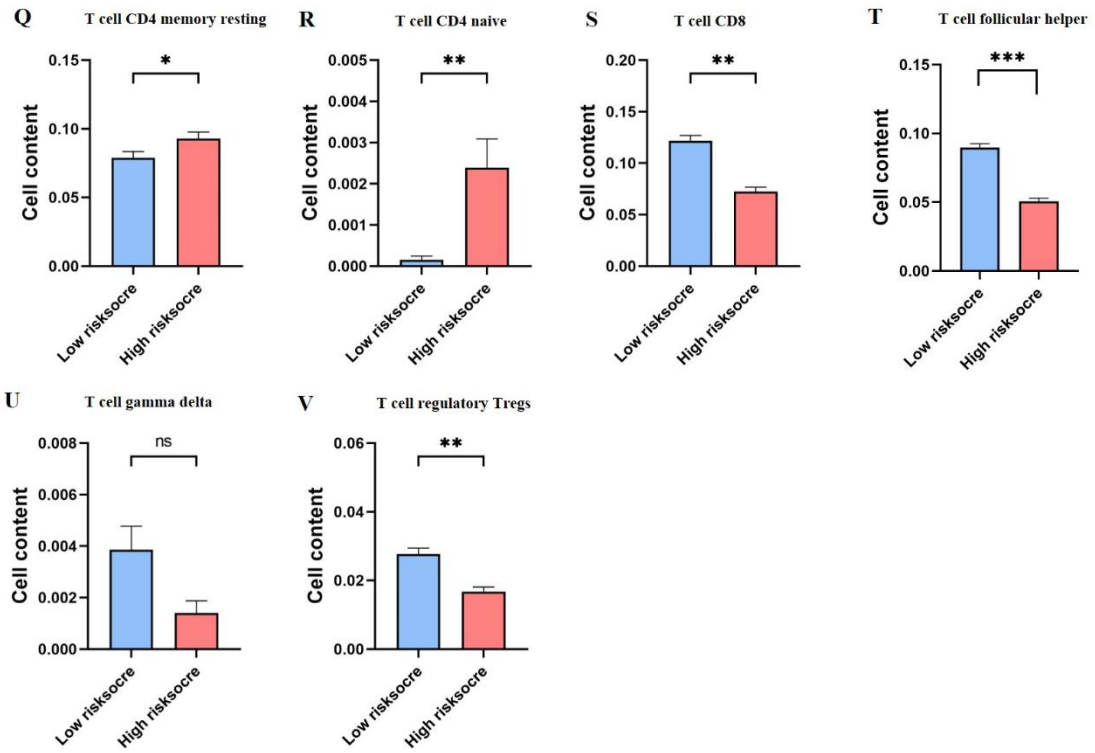 Q T cell CD4 memory resting
*
0.15
0.10
0.05
0.00
Cell content
Low risksocre
High risksocre
R T cell CD4 naive
**
0.005
0.004
0.003
0.002
0.001
0.000
Cell content
Low risksocre
High risksocre
S T cell CD8
**
0.20
0.15
0.10
0.05
0.00
Cell content
Low risksocre
High risksocre
T T cell follicular helper
***
0.15
0.10
0.05
0.00
Cell content
Low risksocre
High risksocre
U T cell gamma delta
ns
0.008
0.006
0.004
0.002
0.000
Cell content
Low risksocre
High risksocre
V T cell regulatory Tregs
**
0.06
0.04
0.02
0.00
Cell content
Low risksocre
High risksocre